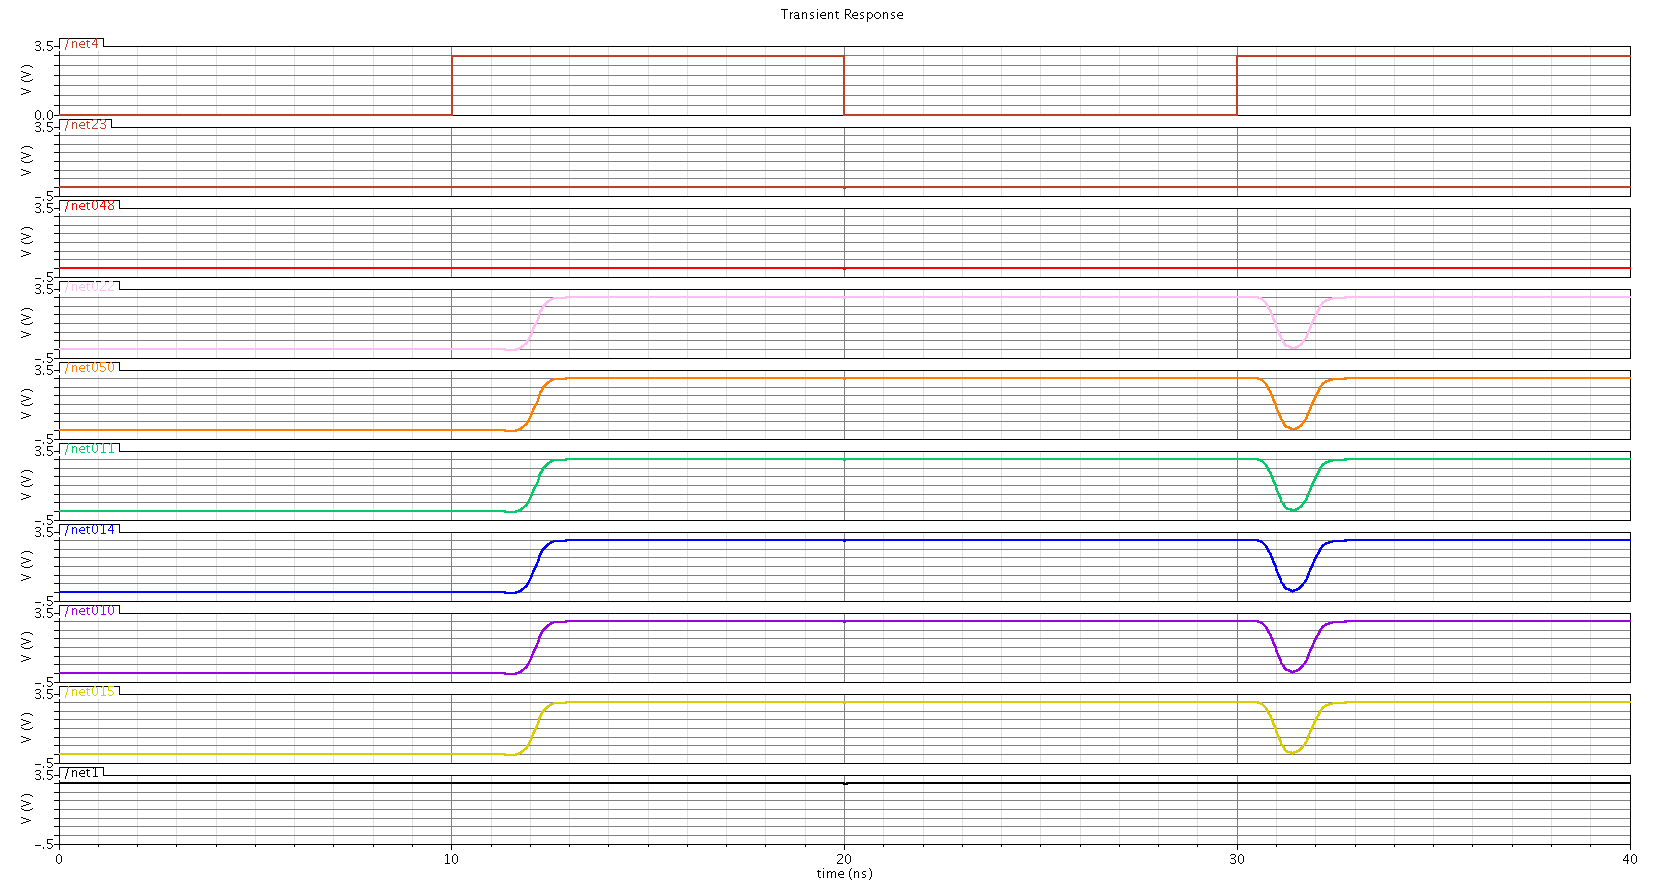 Transient Response
/net4
3.5
V (V)
0.0
/net23
3.5
V (V)
-.5
/net048
3.5
V (V)
-.5
/net022
3.5
V (V)
-.5
/net050
3.5
V (V)
-.5
/net011
3.5
V (V)
-.5
/net014
3.5
V (V)
-.5
/net010
3.5
V (V)
-.5
/net015
3.5
V (V)
-.5
/net1
3.5
V (V)
-.5
0 10 20 30 40
time (ns)